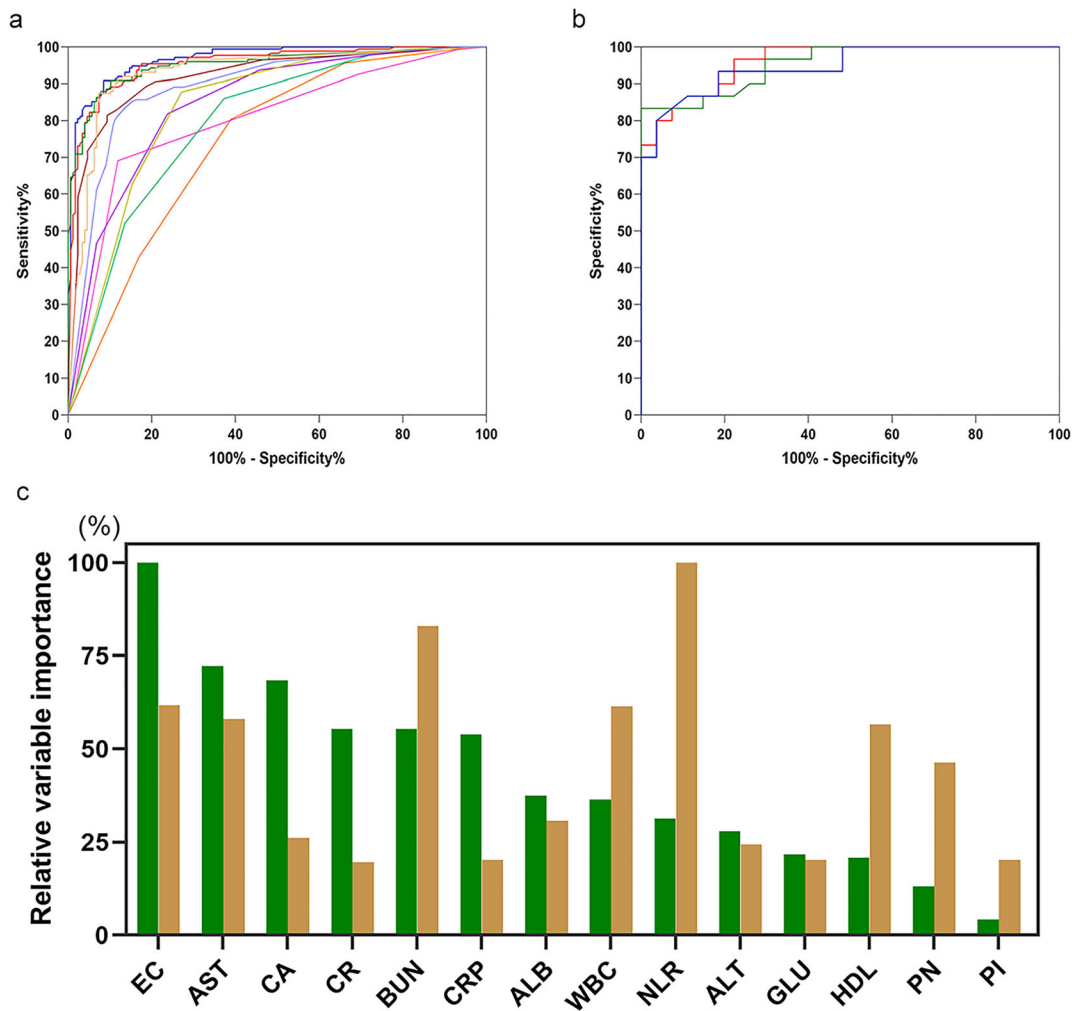 a
b
100
90
80
70
60
50
40
30
20
10
0
Sensitivity%
0
20
40
60
80
100
100% - Specificity%
100
90
80
70
60
50
40
30
20
10
0
Specificity%
0
20
40
60
80
100
100% - Specificity%
c
(%)
Relative variable importance
100
75
50
25
0
EC
AST
CA
CR
BUN
CRP
ALB
WBC
NLR
ALT
GLU
HDL
PN
PI